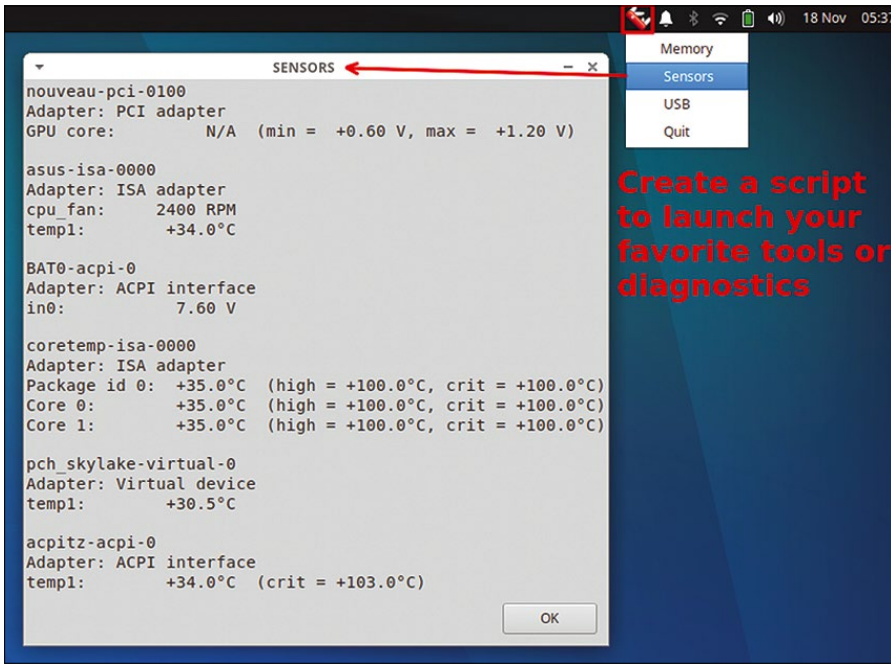 18 Nov 05:37
Memory
Sensors
USB
Quit
SENSORS
nouveau-pci-0100
Adapter: PCI adapter
GPU core: N/A (min = +0.60 V, max = +1.20 V)
asus-isa-0000
Adapter: ISA adapter
cpu_fan: 2400 RPM
temp1: +34.0°C
BAT0-acpi-0
Adapter: ACPI interface
in0: 7.60 V
coretemp-isa-0000
Adapter: ISA adapter
Package id 0: +35.0°C (high = +100.0°C, crit = +100.0°C)
Core 0: +35.0°C (high = +100.0°C, crit = +100.0°C)
Core 1: +35.0°C (high = +100.0°C, crit = +100.0°C)
pch_skylake-virtual-0
Adapter: Virtual device
temp1: +30.5°C
acpitz-acpi-0
Adapter: ACPI interface
temp1: +34.0°C (crit = +103.0°C)
OK
Create a script
to launch your
favorite tools or
diagnostics